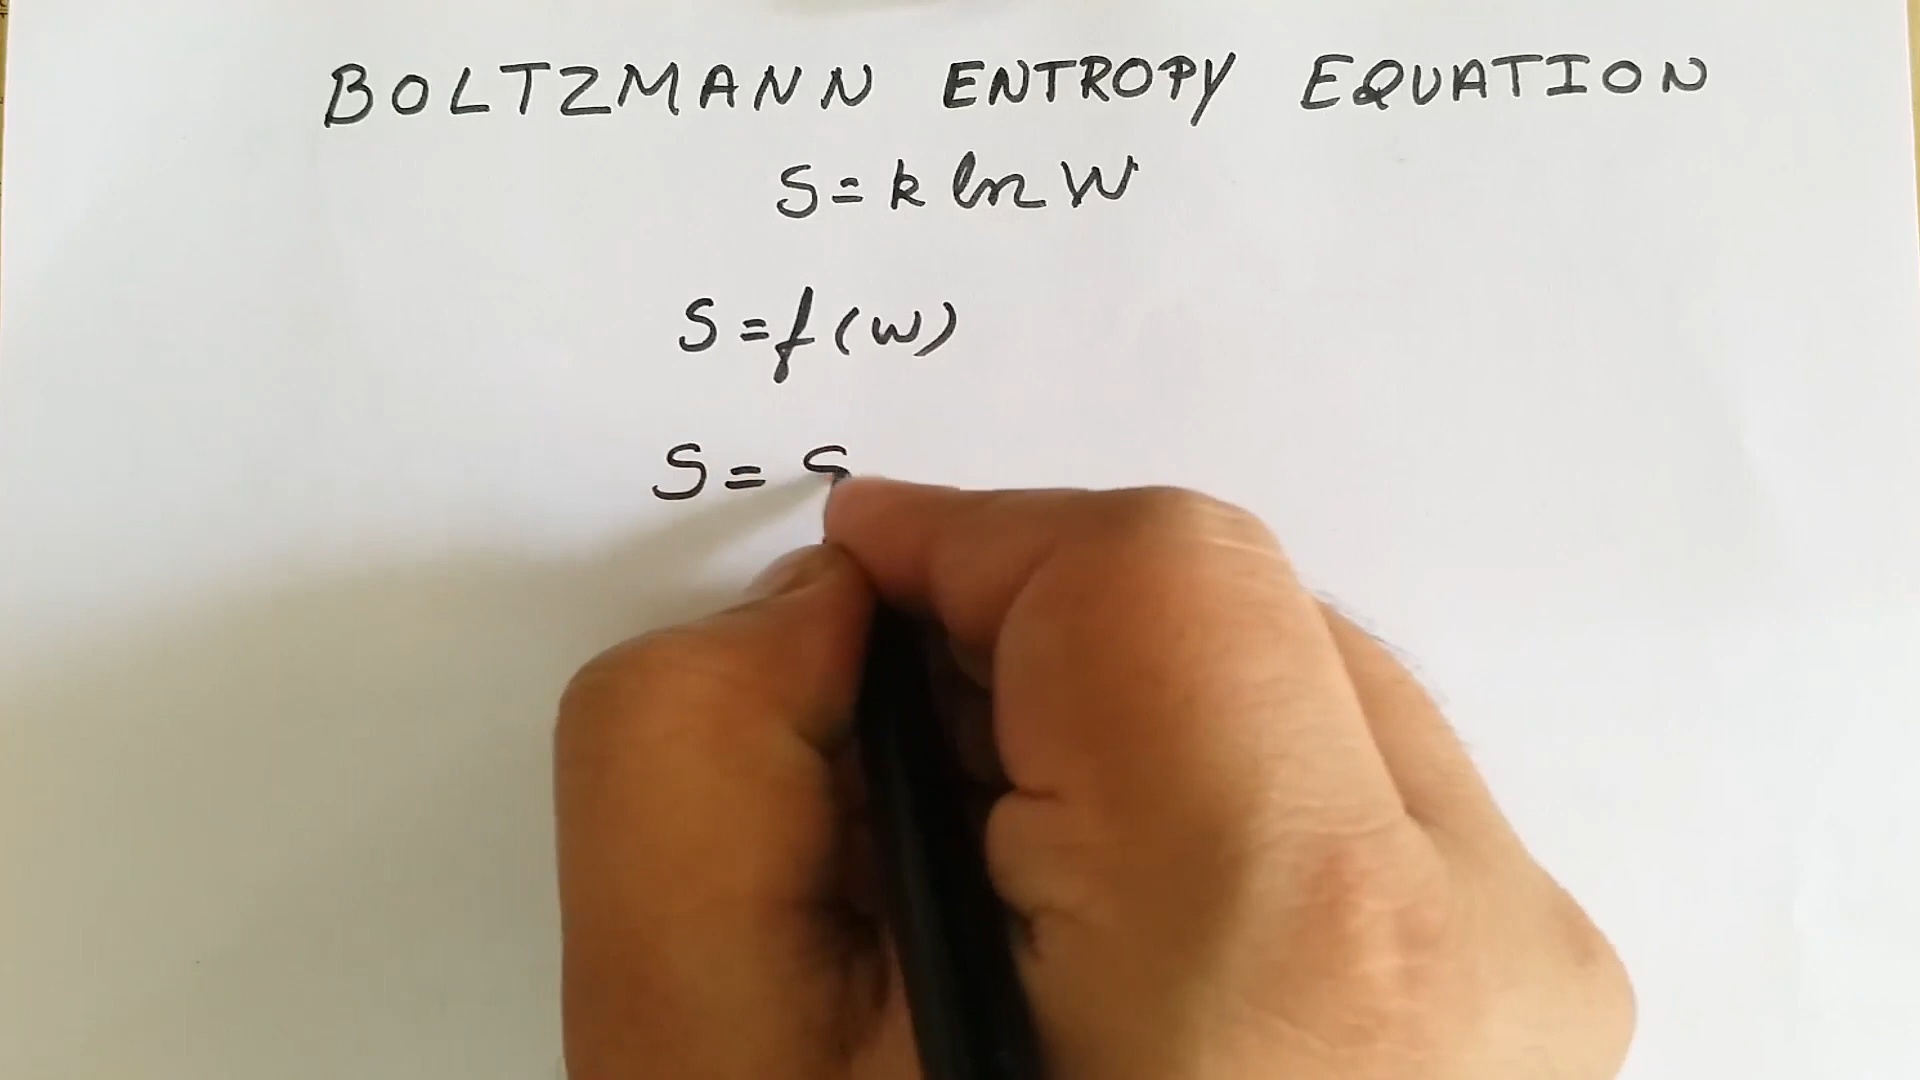 BOLTZMANN ENTROPY EQUATION
S = k ln W
S = f(W)
S = S